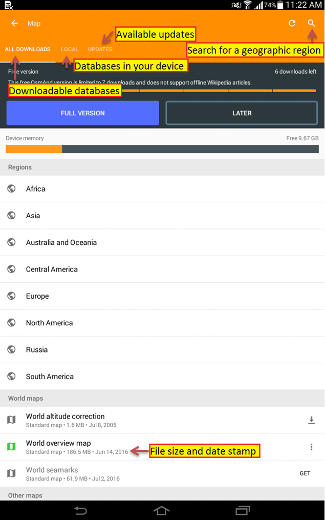 74% 11:22 AM
Map
Available updates
Search for a geographic region
ALL DOWNLOADS LOCAL UPDATES
Databases in your device
Free version 6 downloads left
This free OsmAnd version is limited to 7 downloads and does not support offline Wikipedia articles.
Downloadable databases
FULL VERSION LATER
Device memory Free 9.67 GB
Regions
Africa
Asia
Australia and Oceania
Central America
Europe
North America
Russia
South America
World maps
World altitude correction
Standard map • 1.6 MB • Jul 8, 2005
World overview map
Standard map • 186.5 MB • Jun 14, 2016
File size and date stamp
World seamarks
Standard map • 61.9 MB • Jul 2, 2016
GET
Other maps